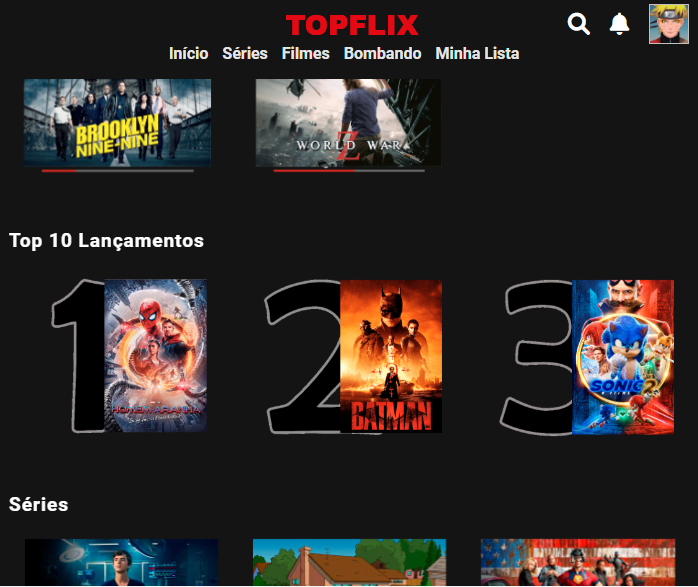 TOPFLIX
Início Séries Filmes Bombando Minha Lista
BROOKLYN
NINE-NINE
WORLD WAR Z
Top 10 Lançamentos
1
2
3
HOMEM-ARANHA
BATMAN
SONIC 2
O FILME
Séries